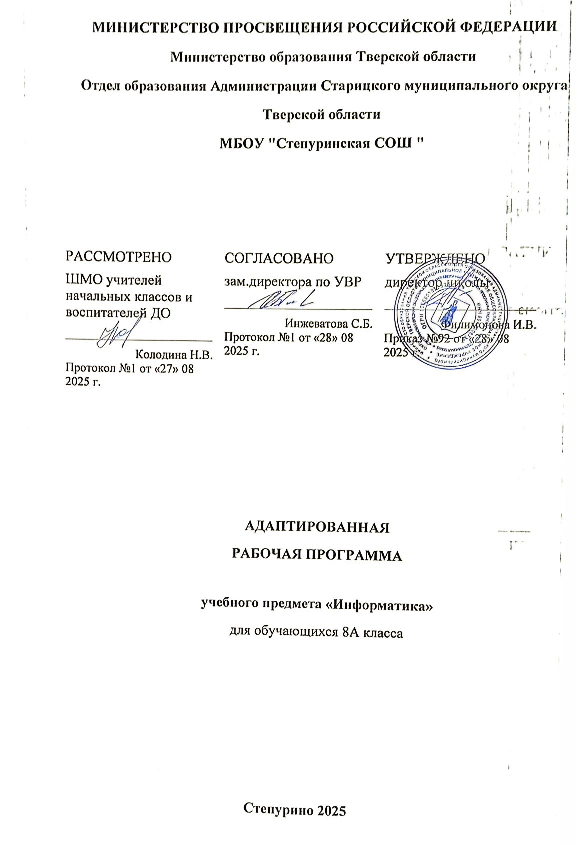 МИНИСТЕРСТВО ПРОСВЕЩЕНИЯ РОССИЙСКОЙ ФЕДЕРАЦИИ
Министерство образования Тверской области
Отдел образования Администрации Старицкого муниципального округа
Тверской области
МБОУ "Степуринская СОШ "
РАССМОТРЕНО
ШМО учителей
начальных классов и
воспитателей ДО
Колодина Н.В.
Протокол №1 от «27» 08
2025 г.
СОГЛАСОВАНО
зам.директора по УВР
Инжеватова С.Б.
Протокол №1 от «28» 08
2025 г.
УТВЕРЖДЕНО
директор школы
Филимонова И.В.
Приказ №92 от «28» 08
2025 г.
АДАПТИРОВАННАЯ
РАБОЧАЯ ПРОГРАММА
учебного предмета «Информатика»
для обучающихся 8А класса
Степурино 2025